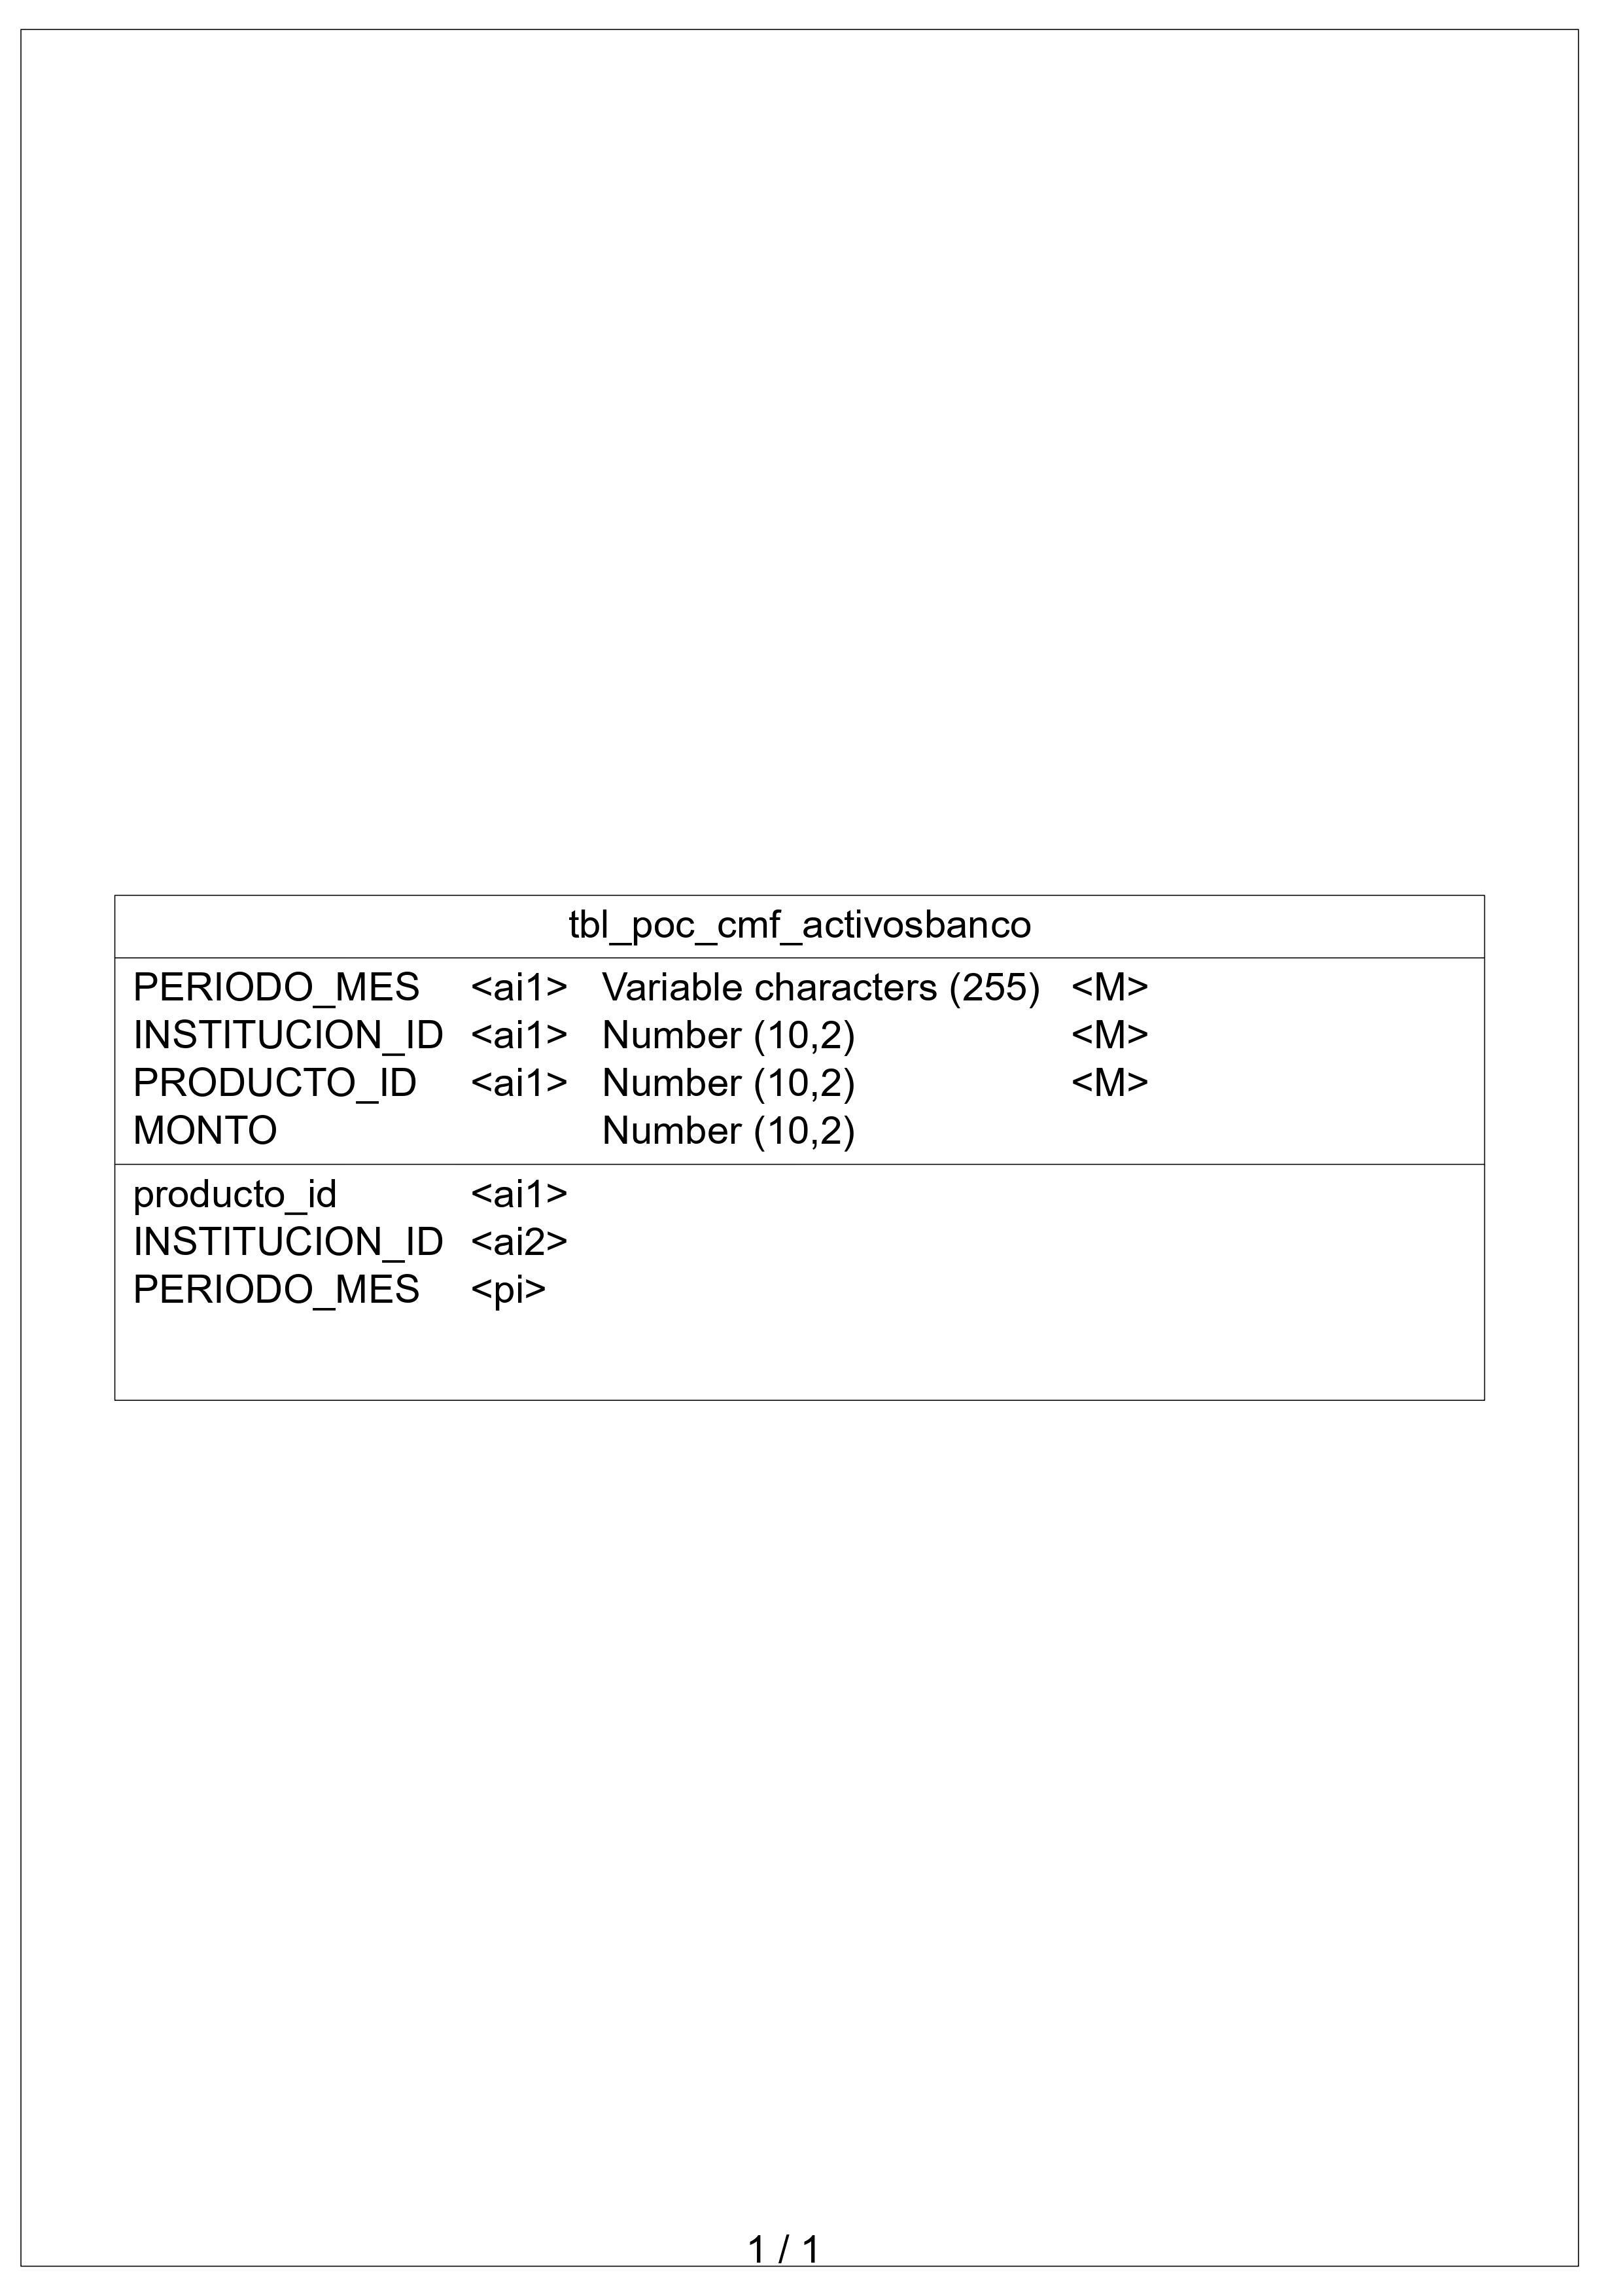 tbl_poc_cmf_activosbanco
PERIODO_MES <ai1> Variable characters (255) <M>
INSTITUCION_ID <ai1> Number (10,2) <M>
PRODUCTO_ID <ai1> Number (10,2) <M>
MONTO Number (10,2)
producto_id <ai1>
INSTITUCION_ID <ai2>
PERIODO_MES <pi>
1 / 1